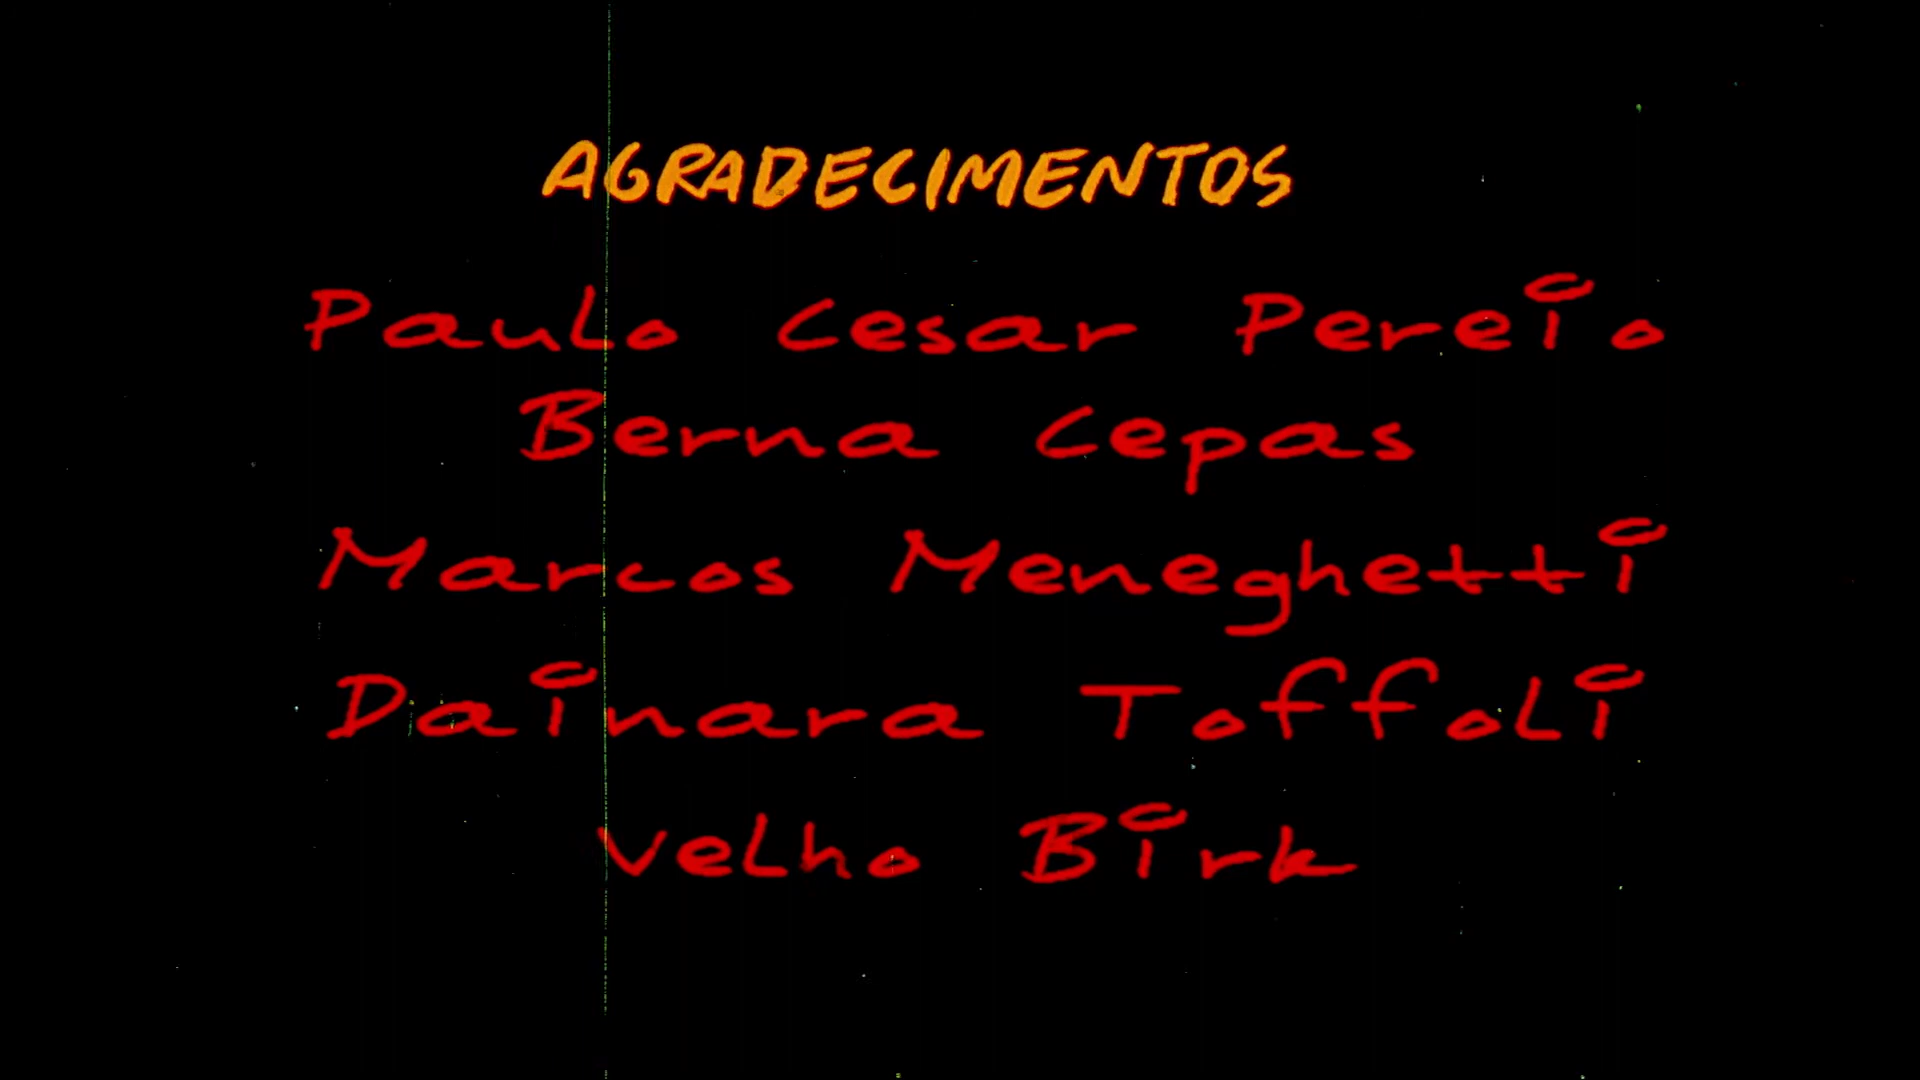 AGRADECIMENTOS
Paulo Cesar Pereio
Berna Cepas
Marcos Meneghetti
Dainara Toffoli
Velho Birk